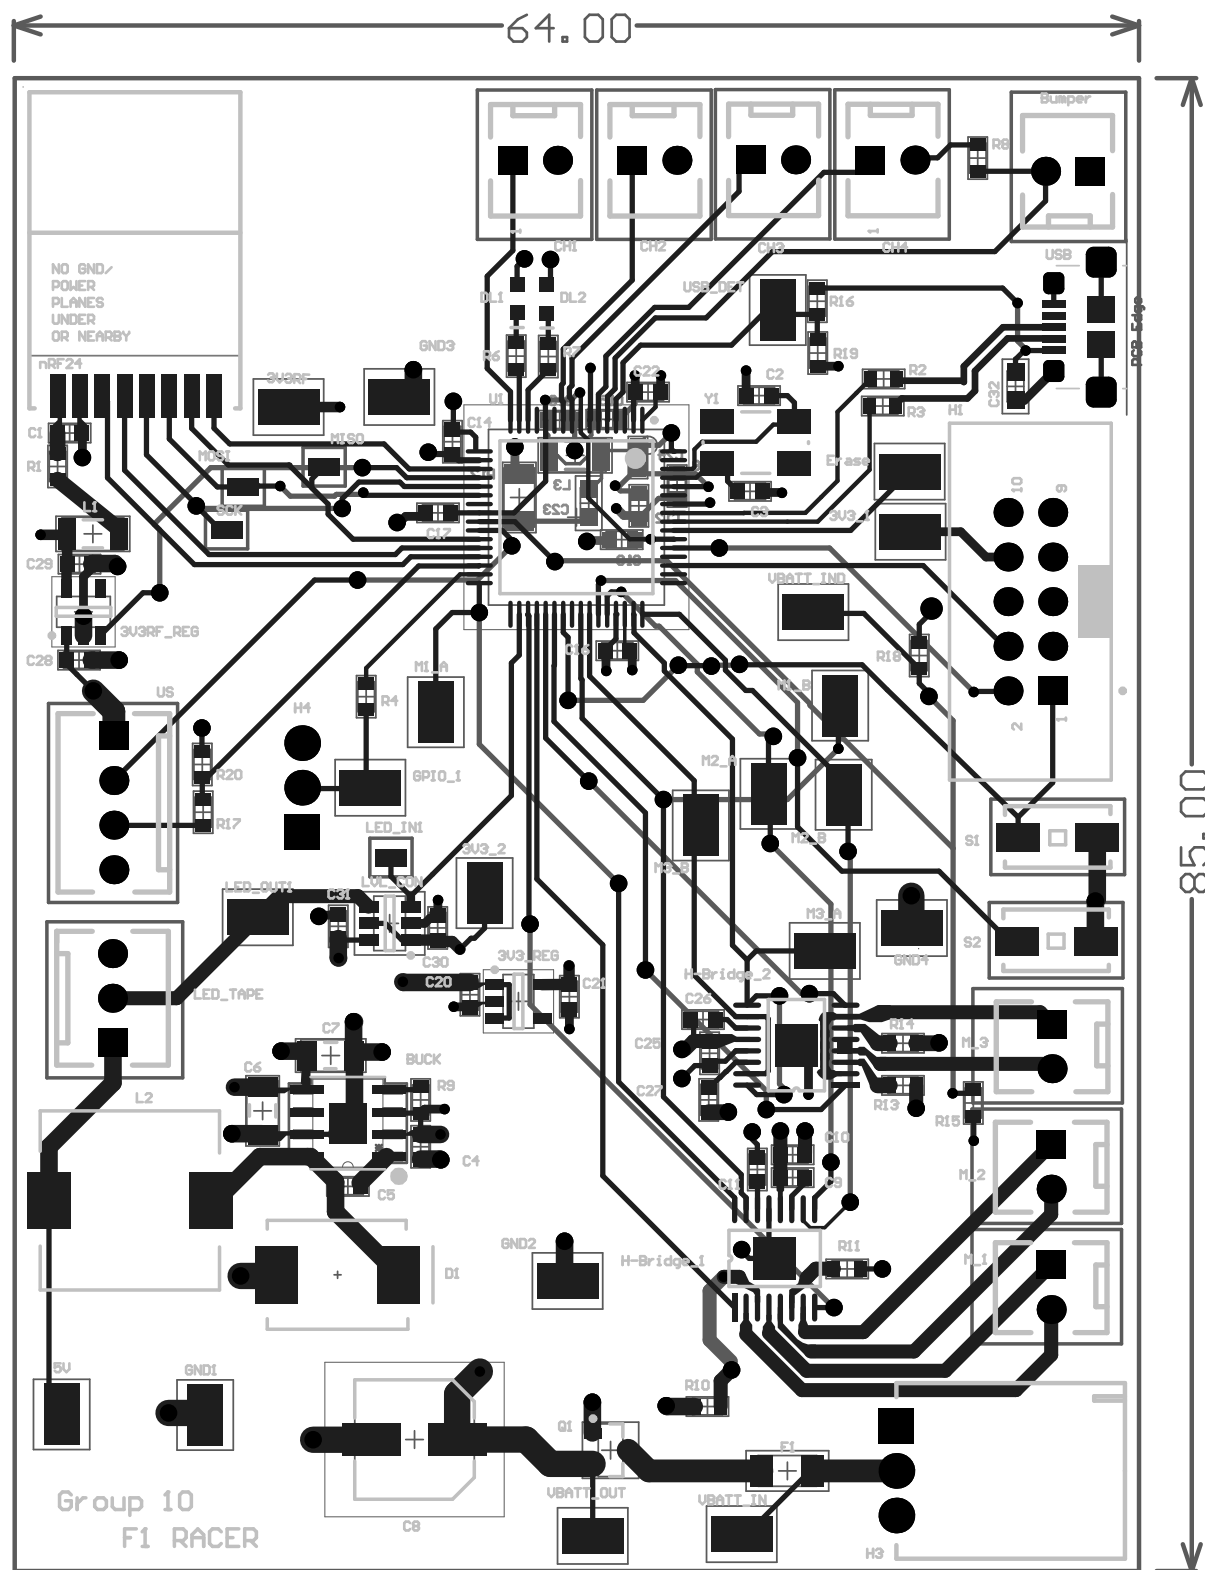 64.00
Bumper
R8
1
1
CH1
CH2
CH3
CH4
USB
NO GND/
POWER
PLANES
UNDER
OR NEARBY
DL1
DL2
USB_DET
R16
PCB-Edge
nRF24
GND3
R6
R7
R19
R2
3V3RF
C22
C2
C32
U1
Y1
R3
H1
C1
C14
MISO
R1
MOSI
Erase
10
9
L3
L1
SCK
C23
C3
3V3_1
C17
C29
VBATT_IND
3V3RF_REG
C28
R18
US
M1_A
M1_B
R4
H4
2
1
R20
GPIO_1
M2_A
R17
LED_IN1
3V3_2
M2_B
S1
85.00
M3_B
LED_OUT1
C31
LVL_CON
M3_A
C30
S2
3V3_REG
GND4
LED_TAPE
C20
C21
H-Bridge_2
C26
C7
R14
M_3
C25
BUCK
C6
R9
C27
L2
R13
R15
C10
C4
C11
C9
M_2
C5
GND2
H-Bridge_1
R11
M_1
D1
5V
GND1
R10
Q1
F1
VBATT_OUT
VBATT_IN
Group 10
C8
F1 RACER
H3